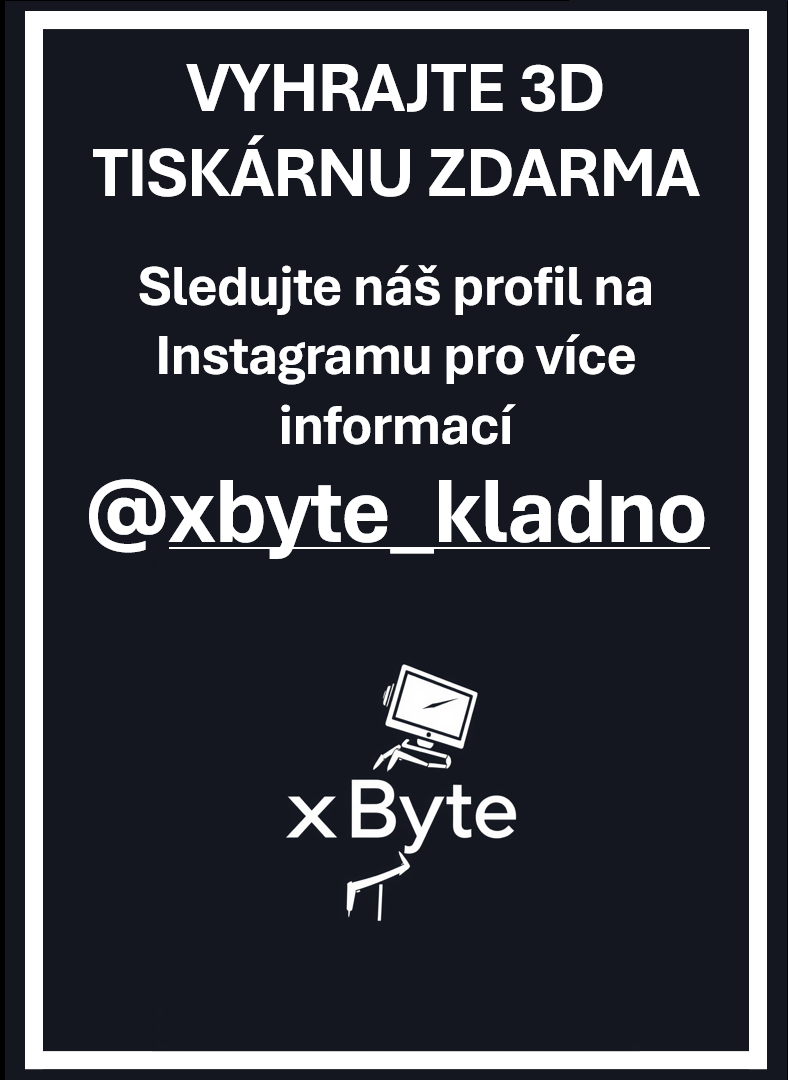 VYHRAJTE 3D
TISKÁRNU ZDARMA
Sledujte náš profil na
Instagramu pro více
informací
@xbyte_kladno
xByte